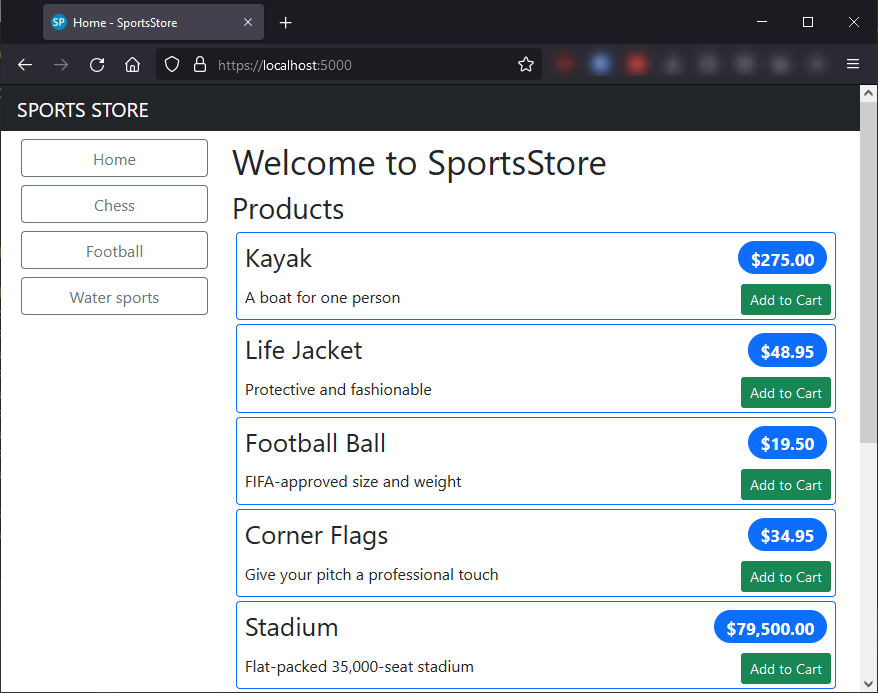 SP Home - SportsStore
https://localhost:5000
SPORTS STORE
Home
Chess
Football
Water sports
Welcome to SportsStore
Products
Kayak
$275.00
A boat for one person
Add to Cart
Life Jacket
$48.95
Protective and fashionable
Add to Cart
Football Ball
$19.50
FIFA-approved size and weight
Add to Cart
Corner Flags
$34.95
Give your pitch a professional touch
Add to Cart
Stadium
$79,500.00
Flat-packed 35,000-seat stadium
Add to Cart